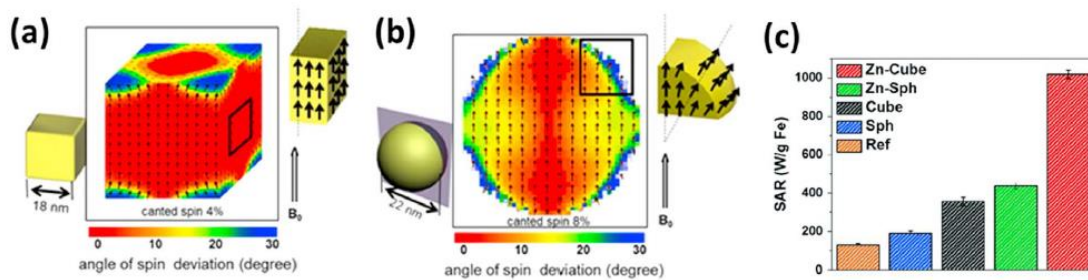 (a)
18 nm
canted spin 4%
B₀
0 10 20 30
angle of spin deviation (degree)
(b)
22 nm
canted spin 8%
B₀
0 10 20 30
angle of spin deviation (degree)
(c)
SAR (W/g Fe)
1000
800
600
400
200
0
Zn-Cube
Zn-Sph
Cube
Sph
Ref